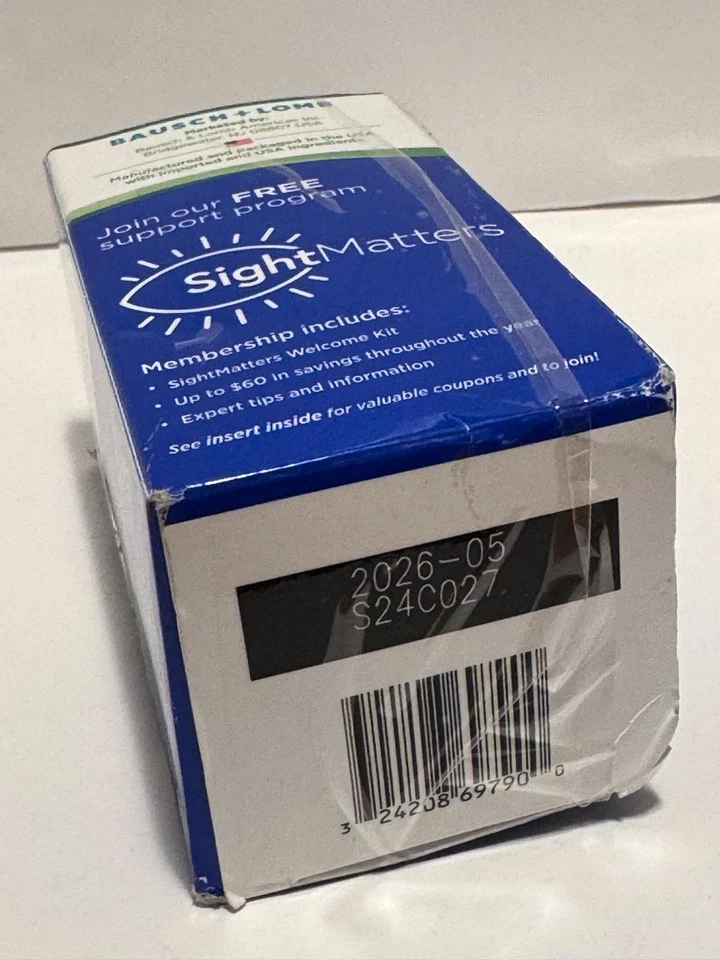 BAUSCH + LOMB
Marketed by:
Bausch & Lomb Americas Inc.
Bridgewater, NJ 08807 USA
Manufactured and Packaged in the USA
with imported and USA ingredients
Join our FREE
support program
SightMatters
Membership includes:
• SightMatters Welcome Kit
• Up to $60 in savings throughout the year
• Expert tips and information
See insert inside for valuable coupons and to join!
2026-05
S24C027
3 24208 69790 0